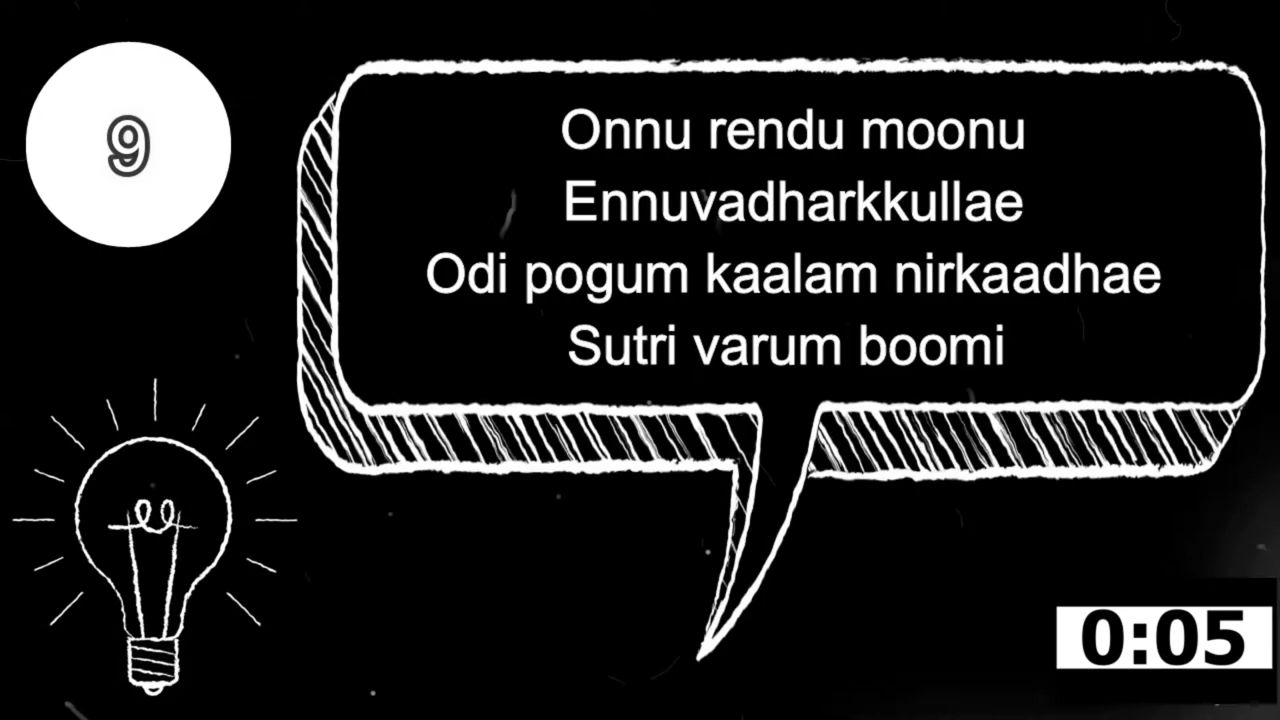 9
Onnu rendu moonu
Ennuvadharkkullae
Odi pogum kaalam nirkaadhae
Sutri varum boomi
0:05